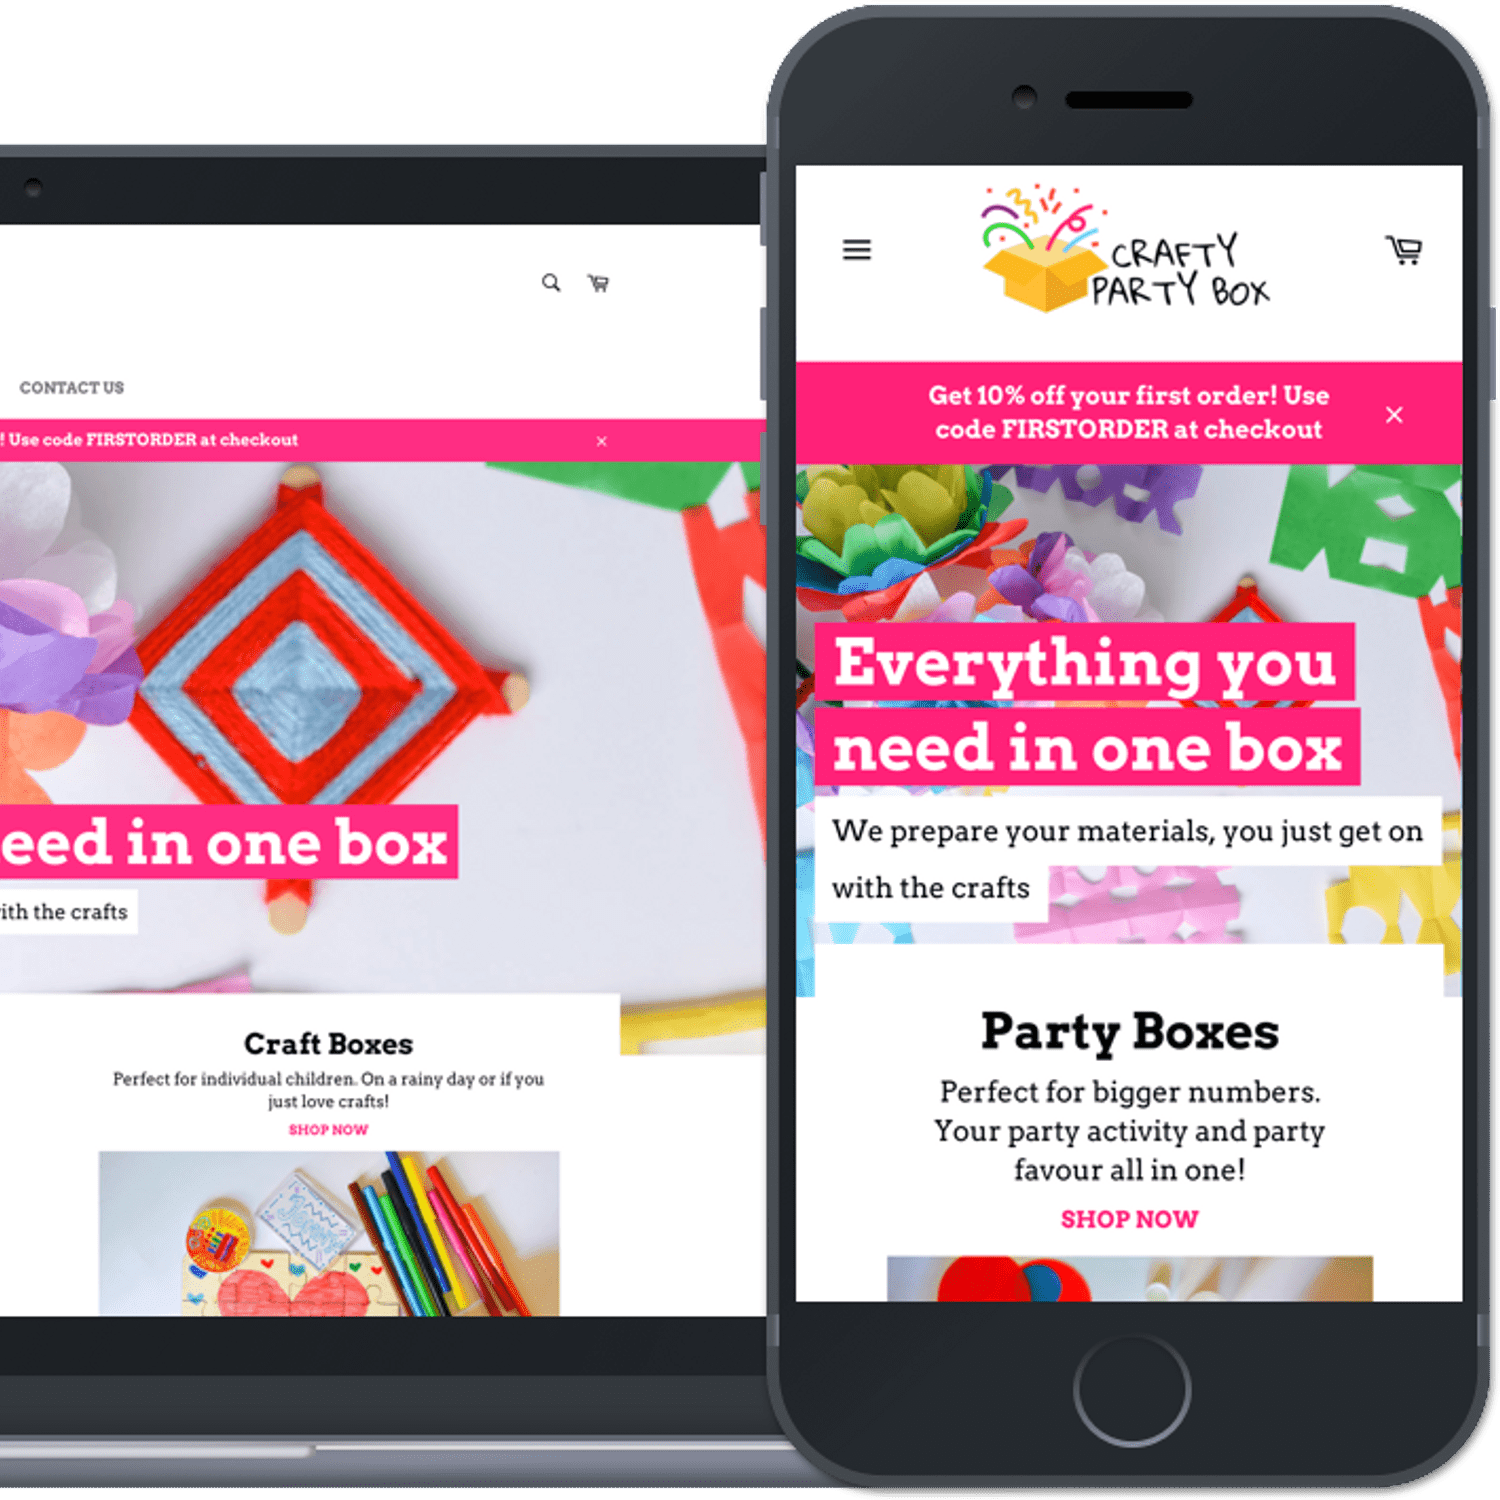 CONTACT US
! Use code FIRSTORDER at checkout
eed in one box
ith the crafts
Craft Boxes
Perfect for individual children. On a rainy day or if you
just love crafts!
SHOP NOW
CRAFTY
PARTY BOX
Get 10% off your first order! Use
code FIRSTORDER at checkout
Everything you
need in one box
We prepare your materials, you just get on
with the crafts
Party Boxes
Perfect for bigger numbers.
Your party activity and party
favour all in one!
SHOP NOW